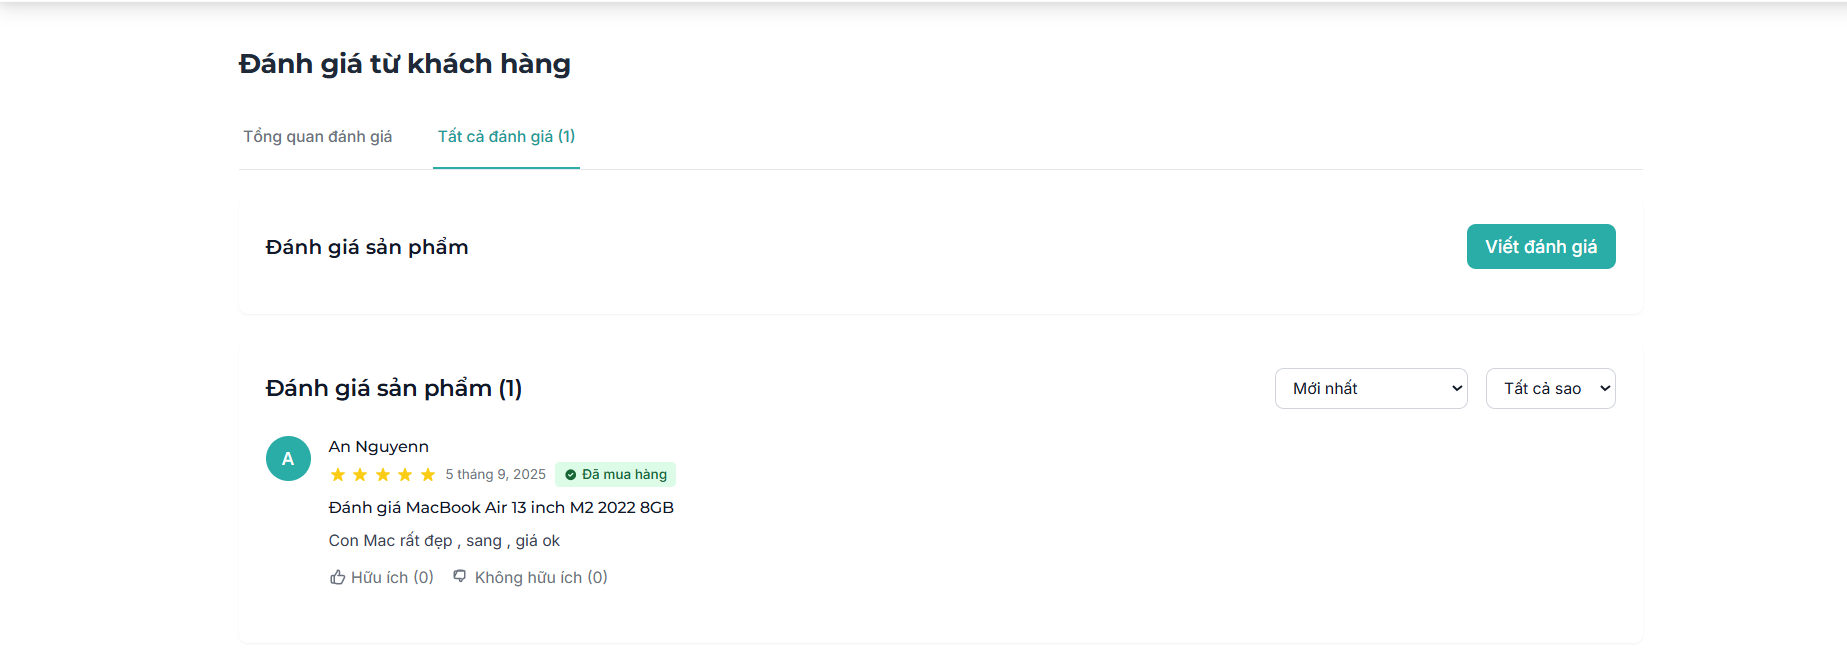 Đánh giá từ khách hàng
Tổng quan đánh giá Tất cả đánh giá (1)
Đánh giá sản phẩm Viết đánh giá
Đánh giá sản phẩm (1) Mới nhất Tất cả sao
A An Nguyenn
5 tháng 9, 2025 Đã mua hàng
Đánh giá MacBook Air 13 inch M2 2022 8GB
Con Mac rất đẹp , sang , giá ok
Hữu ích (0) Không hữu ích (0)